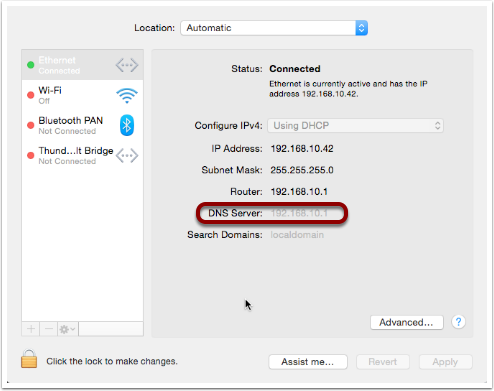 Location: Automatic
Ethernet
Connected
Wi-Fi
Off
Bluetooth PAN
Not Connected
Thund...lt Bridge
Not Connected
Status: Connected
Ethernet is currently active and has the IP
address 192.168.10.42.
Configure IPv4: Using DHCP
IP Address: 192.168.10.42
Subnet Mask: 255.255.255.0
Router: 192.168.10.1
DNS Server: 192.168.10.1
Search Domains: localdomain
Advanced... ?
Click the lock to make changes.
Assist me... Revert Apply